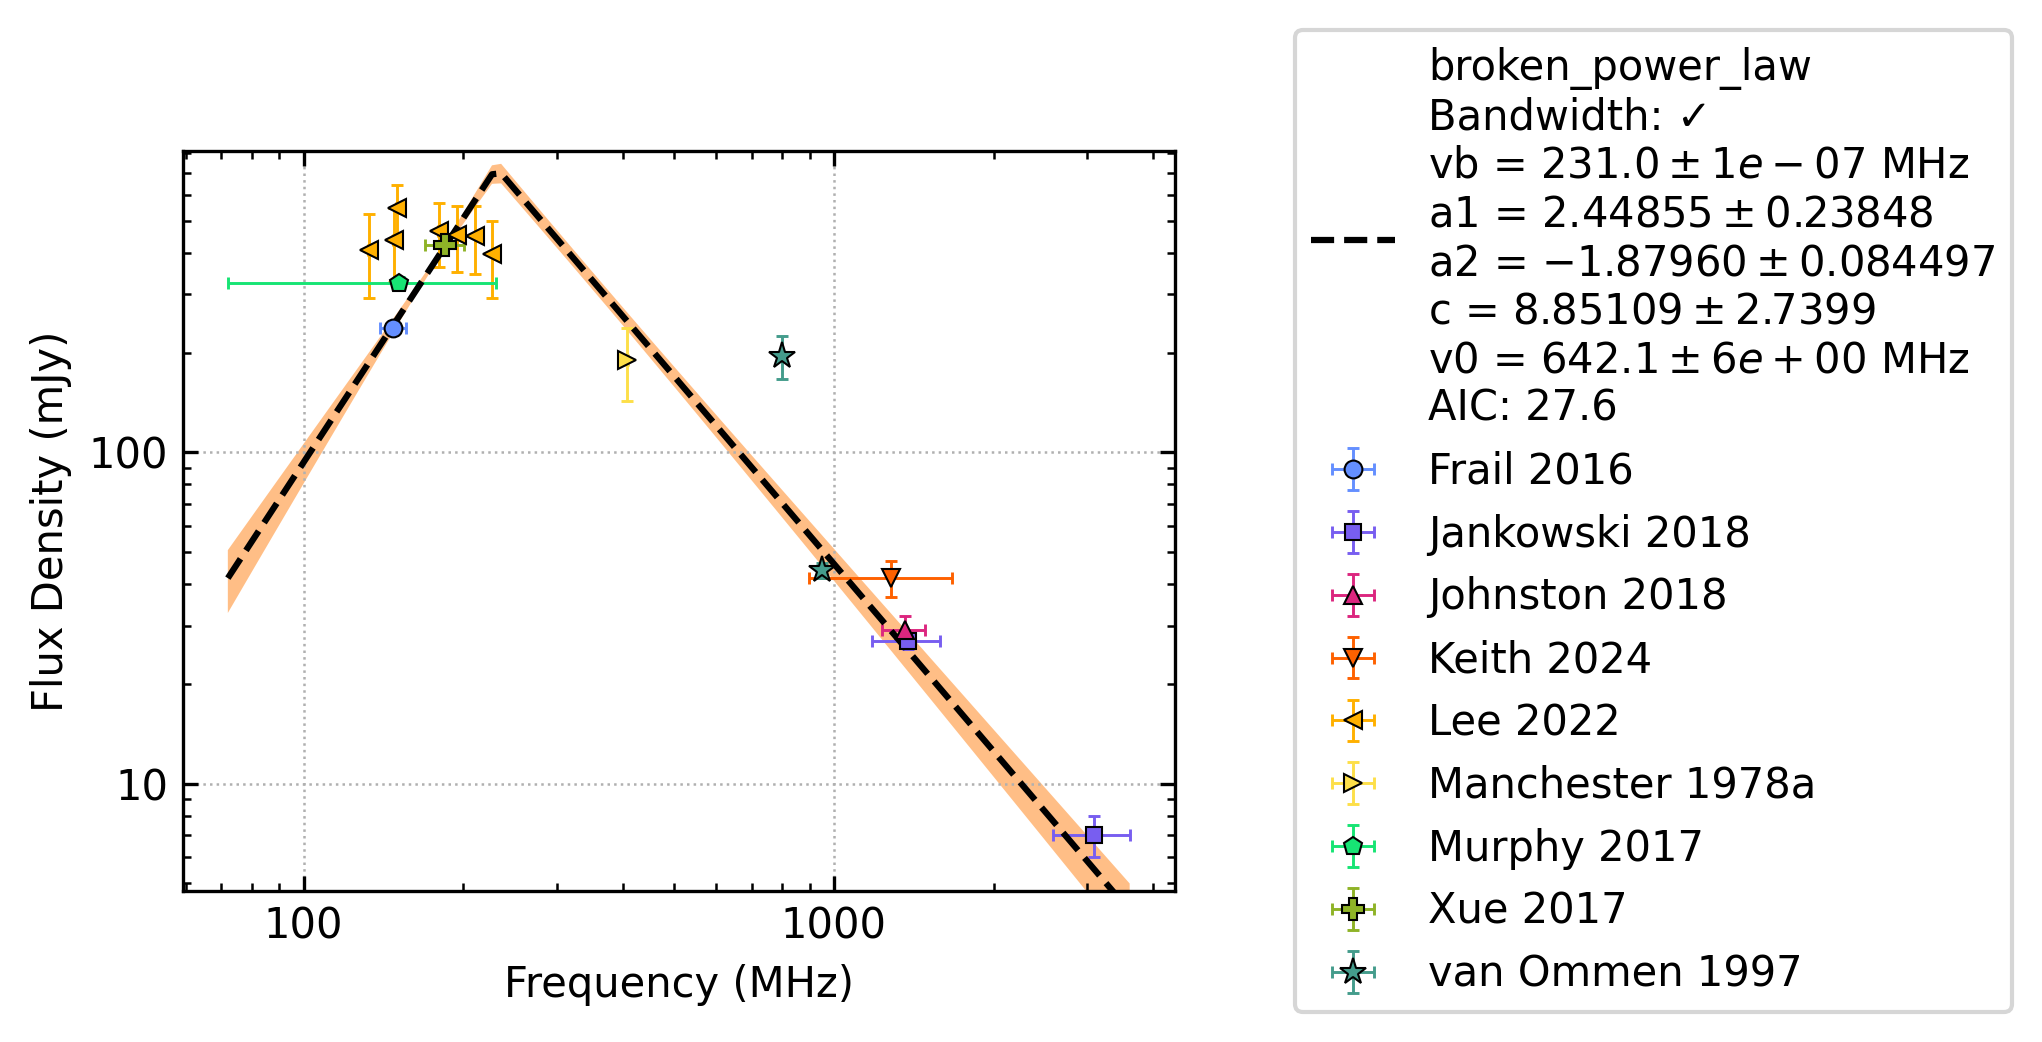 broken_power_law
Bandwidth: ✓
vb = 231.0 ± 1e − 07 MHz
a1 = 2.44855 ± 0.23848
a2 = −1.87960 ± 0.084497
c = 8.85109 ± 2.7399
v0 = 642.1 ± 6e + 00 MHz
AIC: 27.6
Frail 2016
Jankowski 2018
Johnston 2018
Keith 2024
Lee 2022
Manchester 1978a
Murphy 2017
Xue 2017
van Ommen 1997
Flux Density (mJy)
100
10
100
1000
Frequency (MHz)